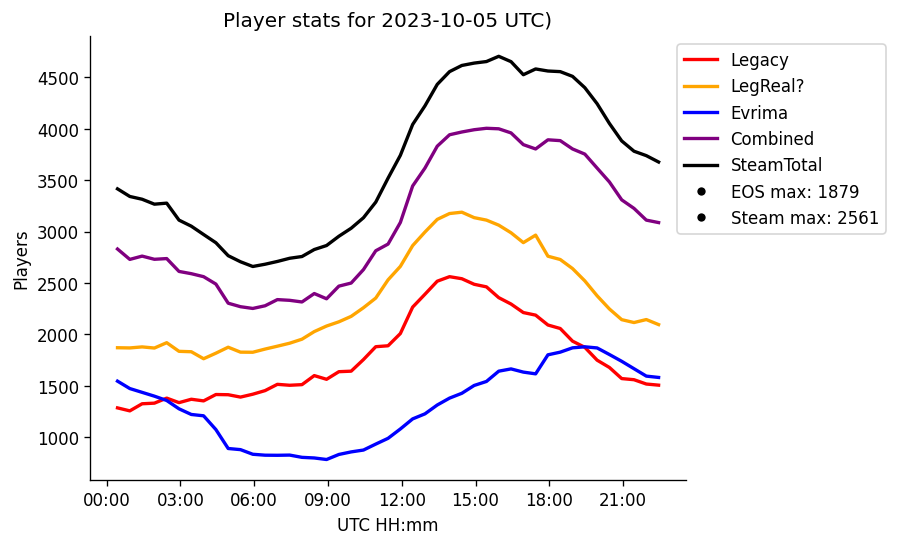 Player stats for 2023-10-05 UTC)
Legacy
LegReal?
Evrima
Combined
SteamTotal
EOS max: 1879
Steam max: 2561
Players
4500
4000
3500
3000
2500
2000
1500
1000
00:00 03:00 06:00 09:00 12:00 15:00 18:00 21:00
UTC HH:mm